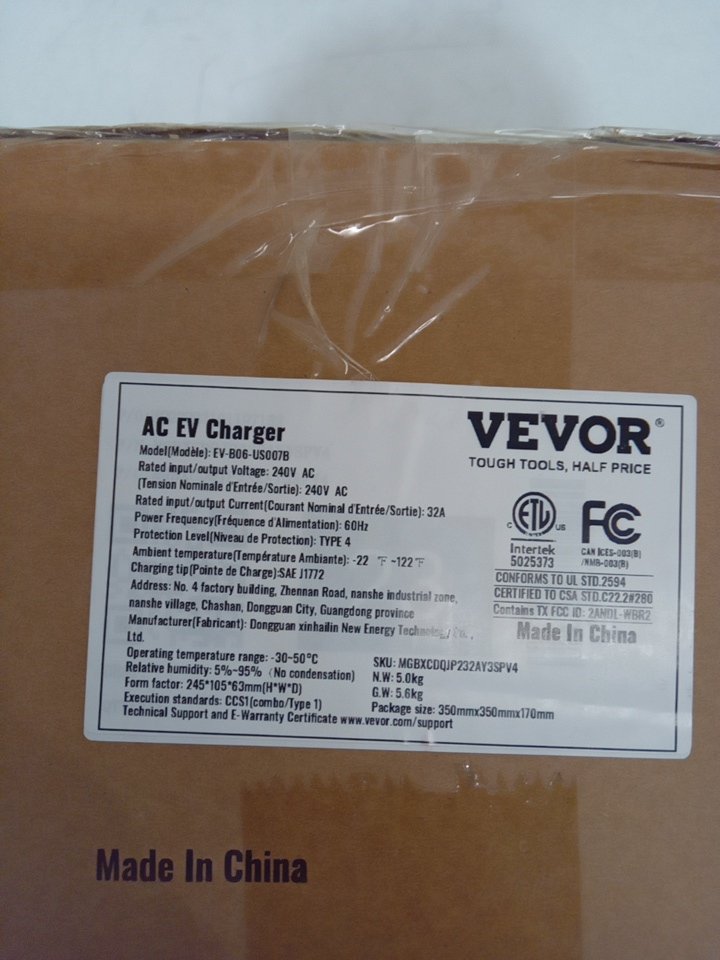 AC EV Charger
Model(Modèle): EV-B06-US007B
Rated input/output Voltage: 240V AC
(Tension Nominale d'Entrée/Sortie): 240V AC
Rated input/output Current(Courant Nominal d'Entrée/Sortie): 32A
Power Frequency(Fréquence d'Alimentation): 60Hz
Protection Level(Niveau de Protection): TYPE 4
Ambient temperature(Température Ambiante): -22 ℉ ~122 ℉
Charging tip(Pointe de Charge):SAE J1772
Address: No. 4 factory building, Zhennan Road, nanshe industrial zone,
nanshe village, Chashan, Dongguan City, Guangdong province
Manufacturer(Fabricant): Dongguan xinhailin New Energy Technology Co.,
Ltd.
Operating temperature range: -30~50°C
Relative humidity: 5%~95% (No condensation)
Form factor: 245*105*63mm(H*W*D)
Execution standards: CCS1(combo/Type 1)
Technical Support and E-Warranty Certificate www.vevor.com/support
VEVOR®
TOUGH TOOLS, HALF PRICE
C ETL US
Intertek
5025373
FC
CAN ICES-003(B)
/NMB-003(B)
CONFORMS TO UL STD.2594
CERTIFIED TO CSA STD.C22.2#280
Contains TX FCC ID: 2ANDL-WBR2
Made In China
SKU: MGBXCDQJP232AY3SPV4
N.W: 5.0kg
G.W: 5.6kg
Package size: 350mmx350mmx170mm
Made In China